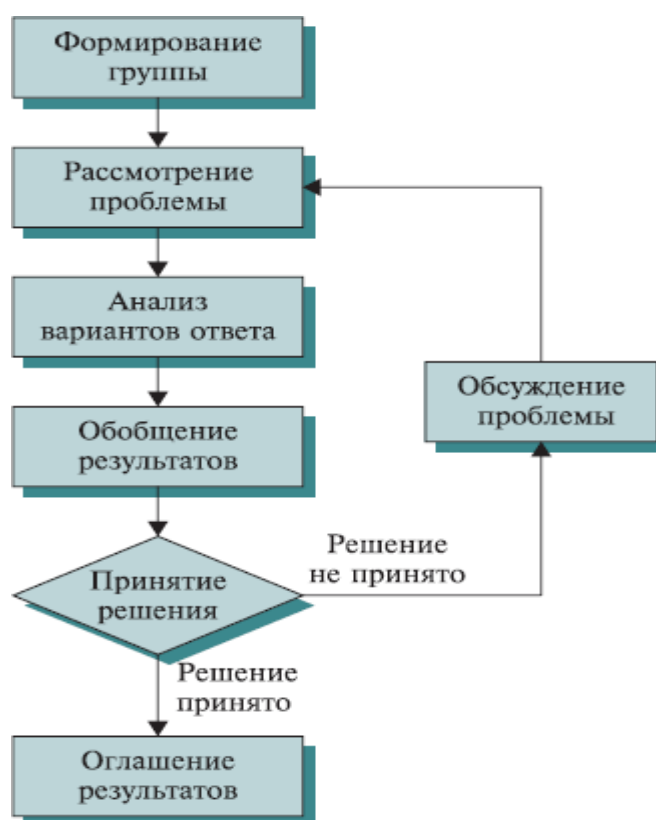 Формирование
группы
Рассмотрение
проблемы
Анализ
вариантов ответа
Обсуждение
проблемы
Обобщение
результатов
Решение
не принято
Принятие
решения
Решение
принято
Оглашение
результатов